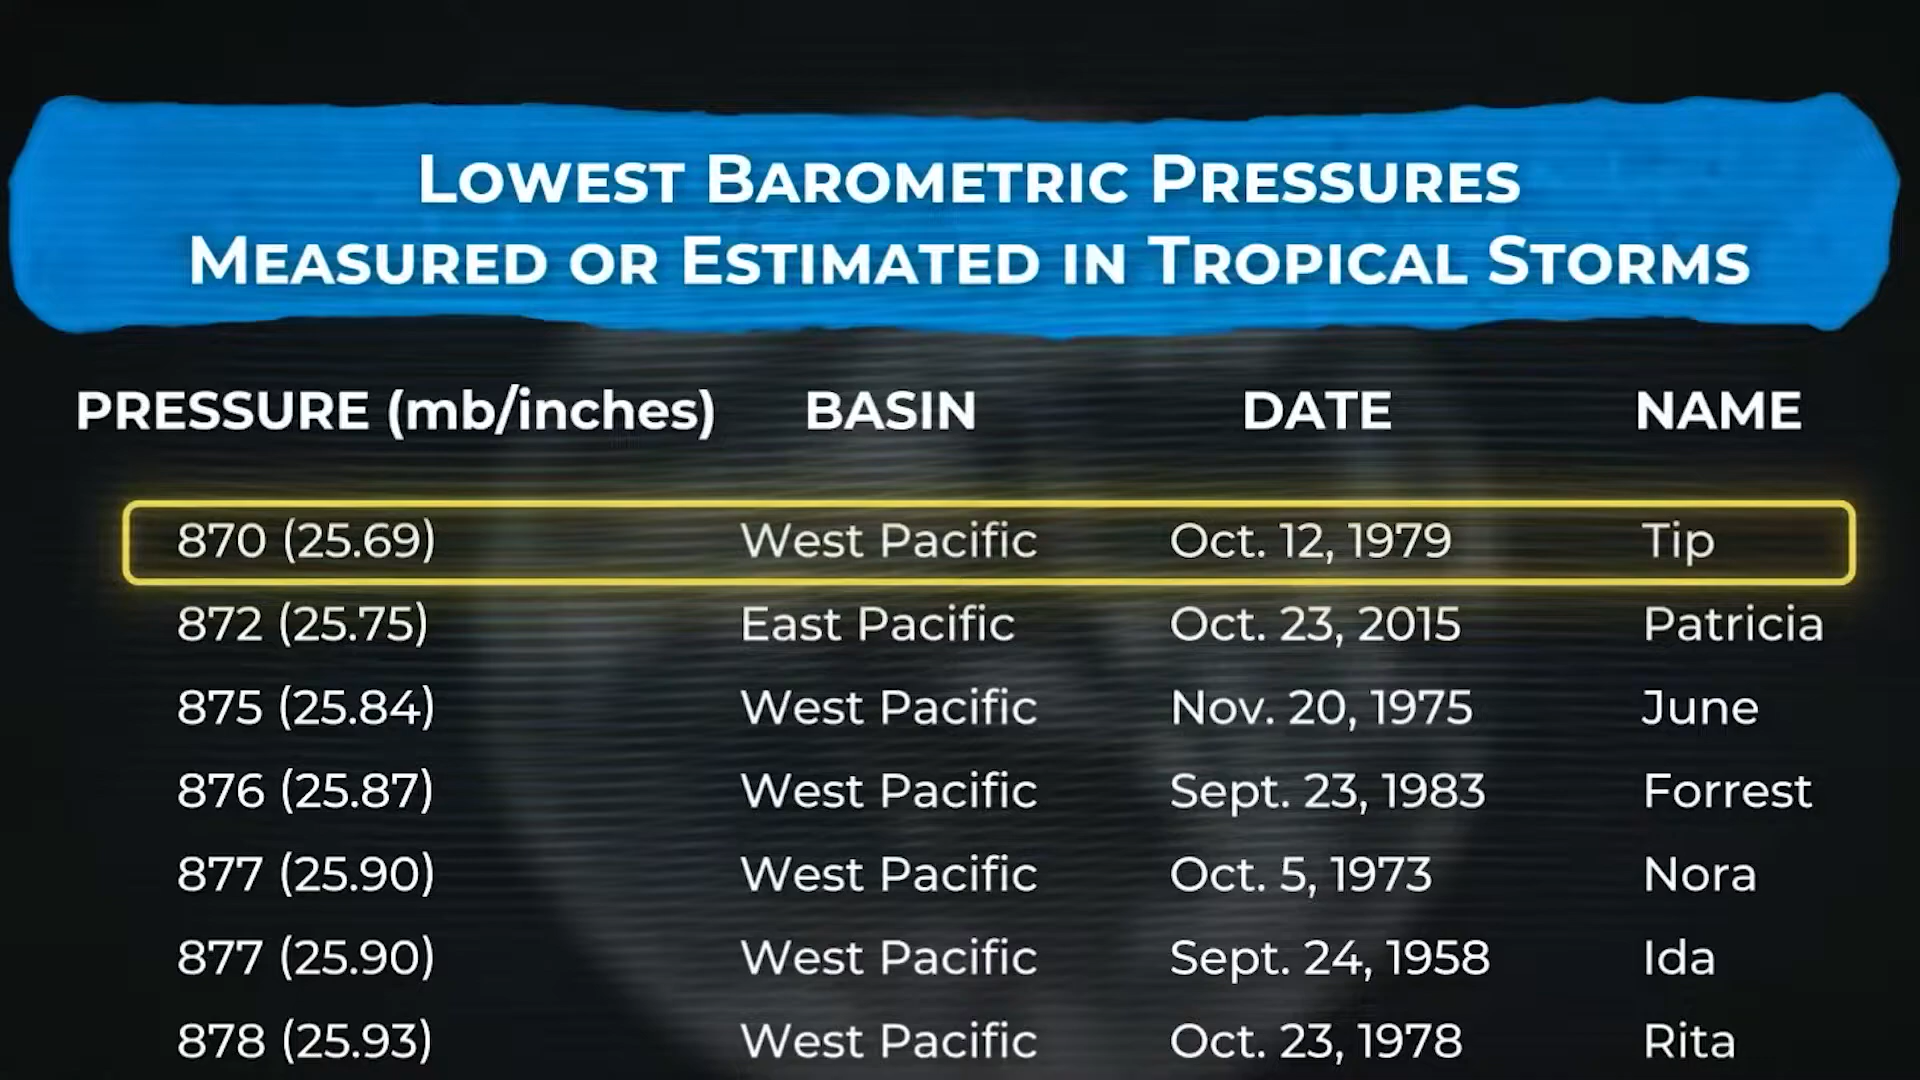 LOWEST BAROMETRIC PRESSURES
MEASURED OR ESTIMATED IN TROPICAL STORMS
PRESSURE (mb/inches) BASIN DATE NAME
870 (25.69) West Pacific Oct. 12, 1979 Tip
872 (25.75) East Pacific Oct. 23, 2015 Patricia
875 (25.84) West Pacific Nov. 20, 1975 June
876 (25.87) West Pacific Sept. 23, 1983 Forrest
877 (25.90) West Pacific Oct. 5, 1973 Nora
877 (25.90) West Pacific Sept. 24, 1958 Ida
878 (25.93) West Pacific Oct. 23, 1978 Rita